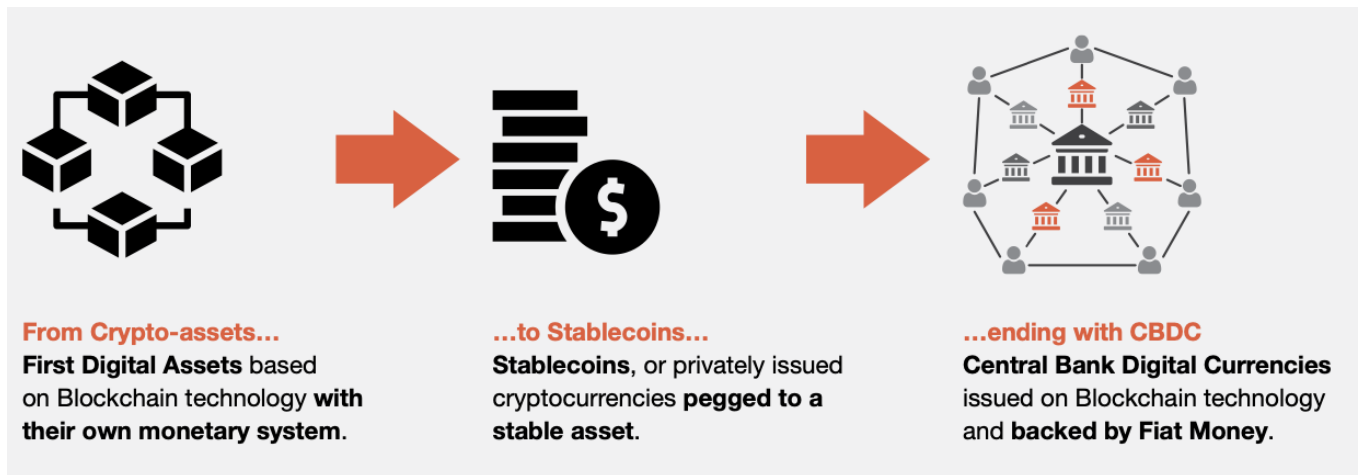 $
From Crypto-assets…
First Digital Assets based
on Blockchain technology with
their own monetary system.
…to Stablecoins…
Stablecoins, or privately issued
cryptocurrencies pegged to a
stable asset.
…ending with CBDC
Central Bank Digital Currencies
issued on Blockchain technology
and backed by Fiat Money.